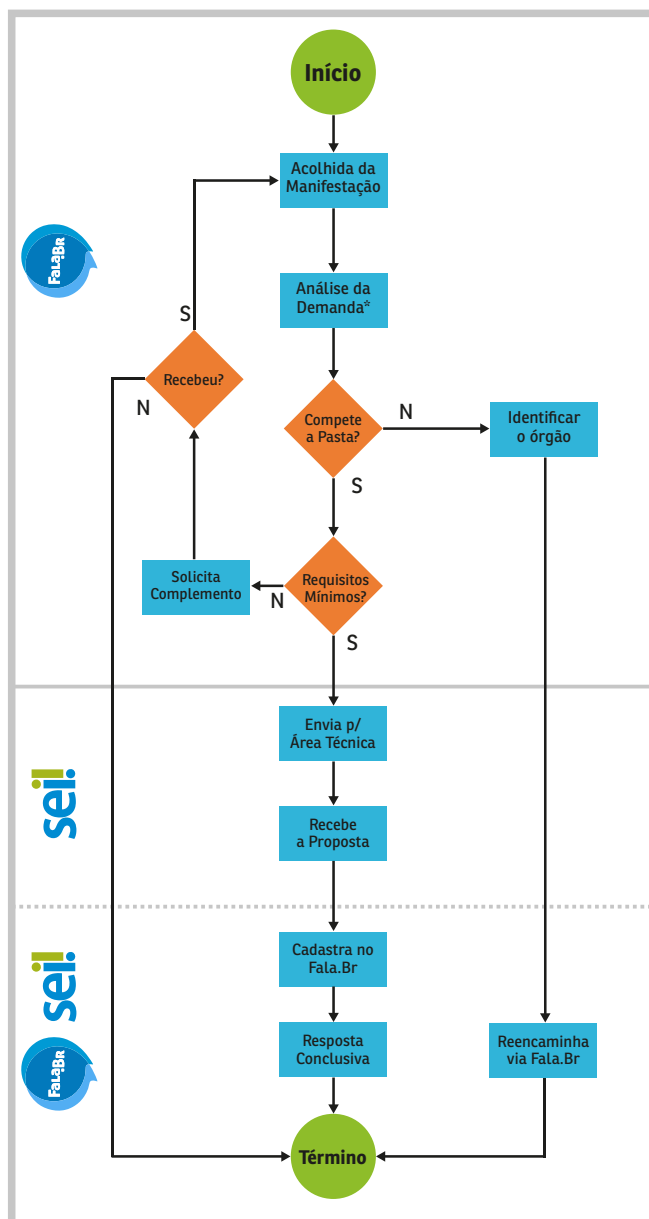 Início
Acolhida da
Manifestação
FALA.BR
Análise da
Demanda*
S
Recebeu?
N
Compete
a Pasta?
N
Identificar
o órgão
S
Solicita
Complemento
N
Requisitos
Mínimos?
S
Envia p/
Área Técnica
sei!
Recebe
a Proposta
Cadastra no
Fala.Br
sei!
Resposta
Conclusiva
Reencaminha
via Fala.Br
FALA.BR
Término